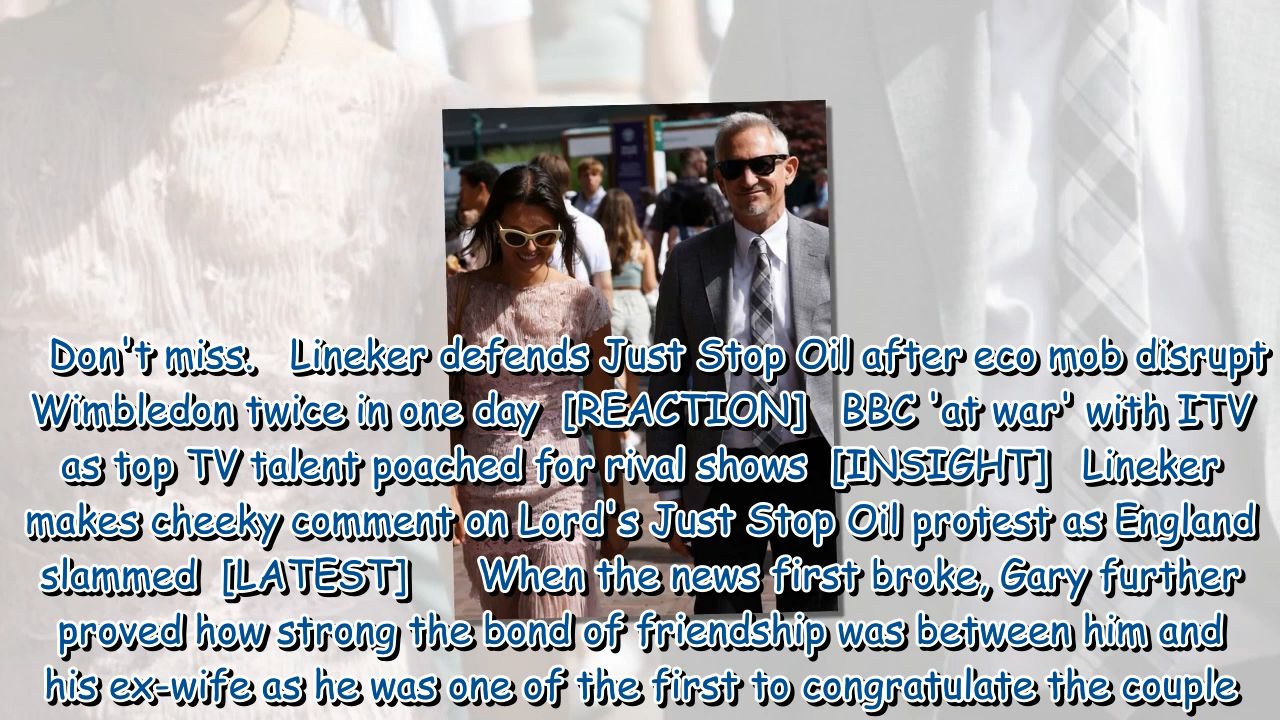 Don't miss. Lineker defends Just Stop Oil after eco mob disrupt
Wimbledon twice in one day [REACTION] BBC 'at war' with ITV
as top TV talent poached for rival shows [INSIGHT] Lineker
makes cheeky comment on Lord's Just Stop Oil protest as England
slammed [LATEST] When the news first broke, Gary further
proved how strong the bond of friendship was between him and
his ex-wife as he was one of the first to congratulate the couple